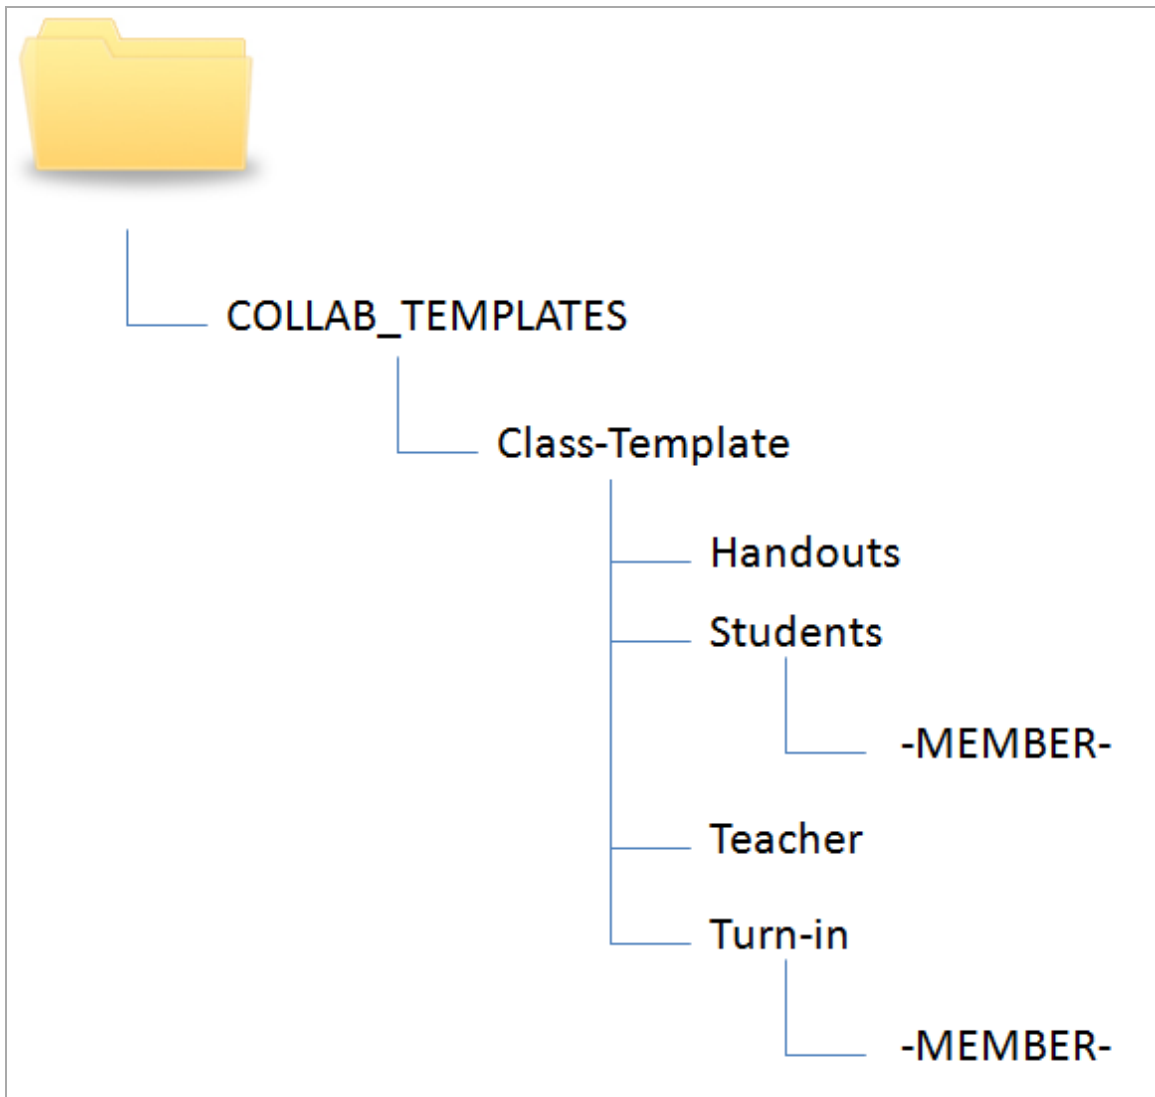 COLLAB_TEMPLATES
Class-Template
Handouts
Students
-MEMBER-
Teacher
Turn-in
-MEMBER-